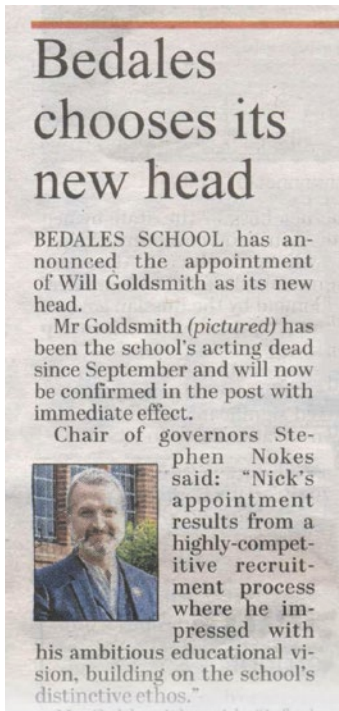 Bedales
chooses its
new head
BEDALES SCHOOL has an-
nounced the appointment
of Will Goldsmith as its new
head.
Mr Goldsmith (pictured) has
been the school's acting dead
since September and will now
be confirmed in the post with
immediate effect.
Chair of governors Ste-
phen Nokes
said: "Nick's
appointment
results from a
highly-compet-
itive recruit-
ment process
where he im-
pressed with
his ambitious educational vi-
sion, building on the school's
distinctive ethos."